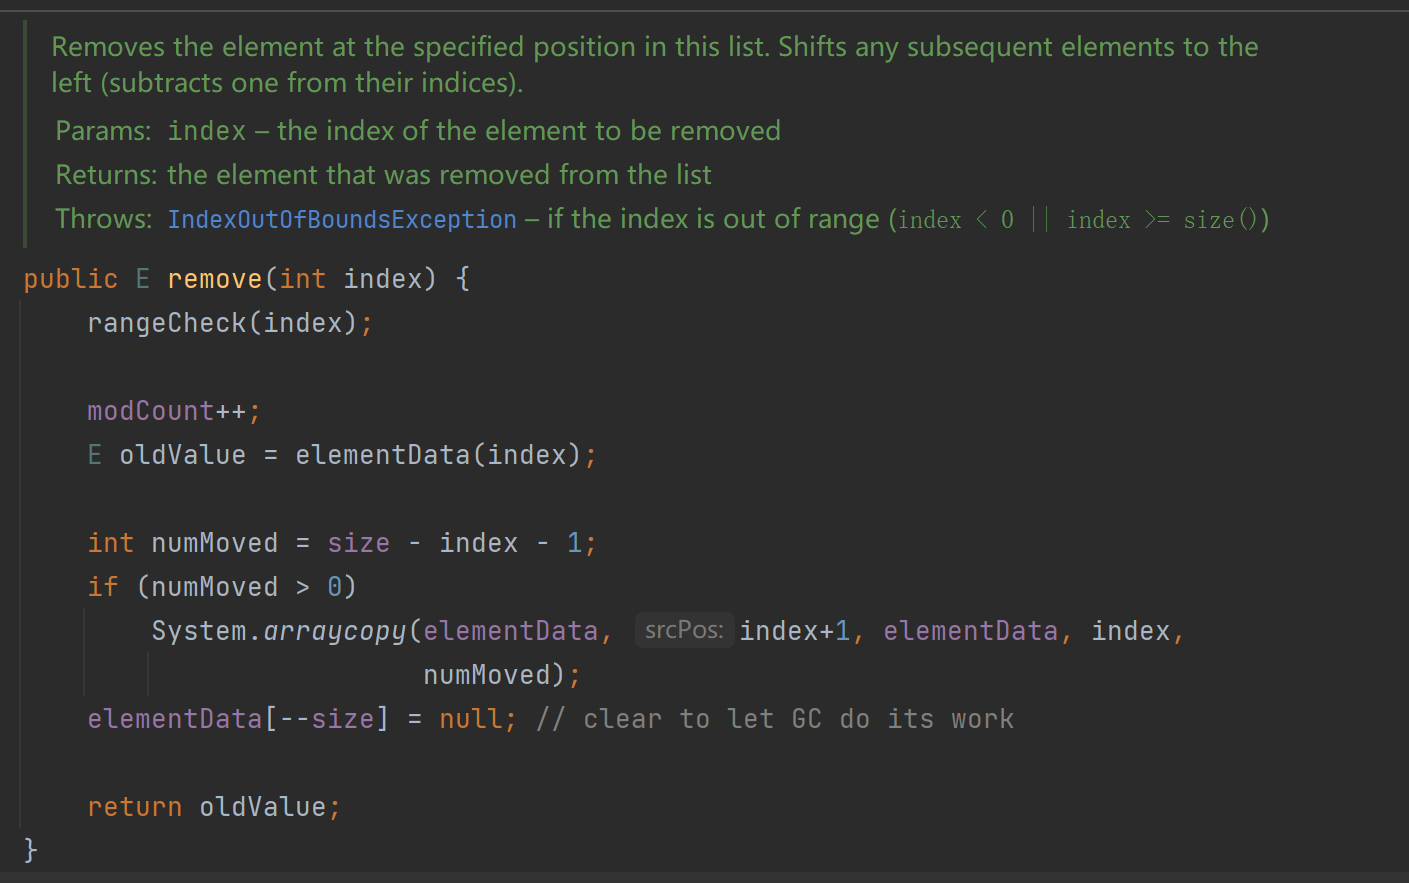 Removes the element at the specified position in this list. Shifts any subsequent elements to the
left (subtracts one from their indices).
Params: index – the index of the element to be removed
Returns: the element that was removed from the list
Throws: IndexOutOfBoundsException – if the index is out of range (index < 0 || index >= size())
public E remove(int index) {
    rangeCheck(index);
    modCount++;
    E oldValue = elementData(index);
    int numMoved = size - index - 1;
    if (numMoved > 0)
        System.arraycopy(elementData, srcPos: index+1, elementData, index,
                         numMoved);
    elementData[--size] = null; // clear to let GC do its work
    return oldValue;
}